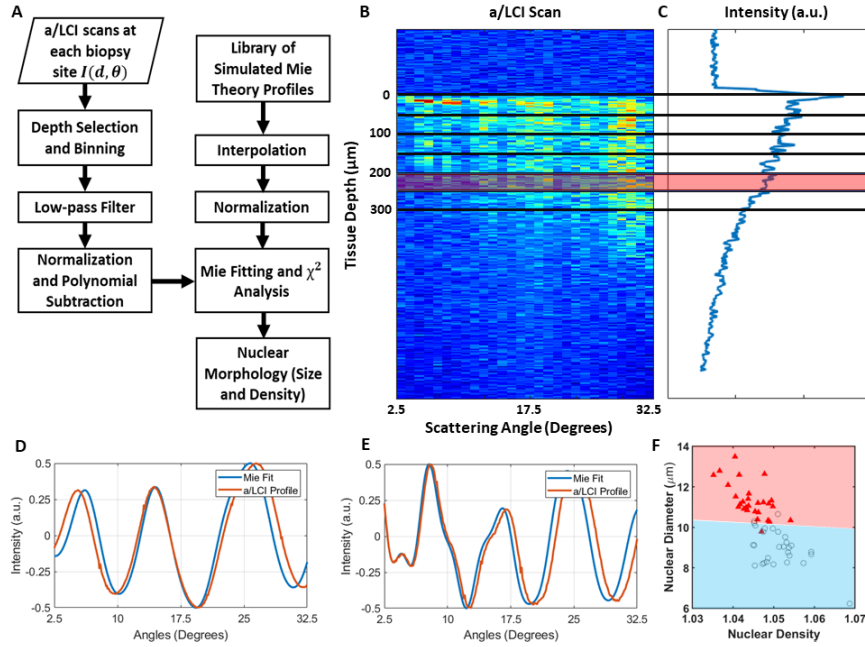 A
a/LCI scans at
each biopsy
site I(d, θ)
Depth Selection
and Binning
Low-pass Filter
Normalization
and Polynomial
Subtraction
Library of
Simulated Mie
Theory Profiles
Interpolation
Normalization
Mie Fitting and χ²
Analysis
Nuclear
Morphology (Size
and Density)
B
a/LCI Scan
Tissue Depth (μm)
0
100
200
300
2.5 17.5 32.5
Scattering Angle (Degrees)
C
Intensity (a.u.)
D
Intensity (a.u.)
0.5
0.25
0
-0.25
-0.5
2.5 10 17.5 25 32.5
Angles (Degrees)
Mie Fit
a/LCI Profile
E
Intensity (a.u.)
0.5
0.25
0
-0.25
-0.5
2.5 10 17.5 25 32.5
Angles (Degrees)
Mie Fit
a/LCI Profile
F
Nuclear Diameter (μm)
14
12
10
8
6
1.03 1.04 1.05 1.06 1.07
Nuclear Density